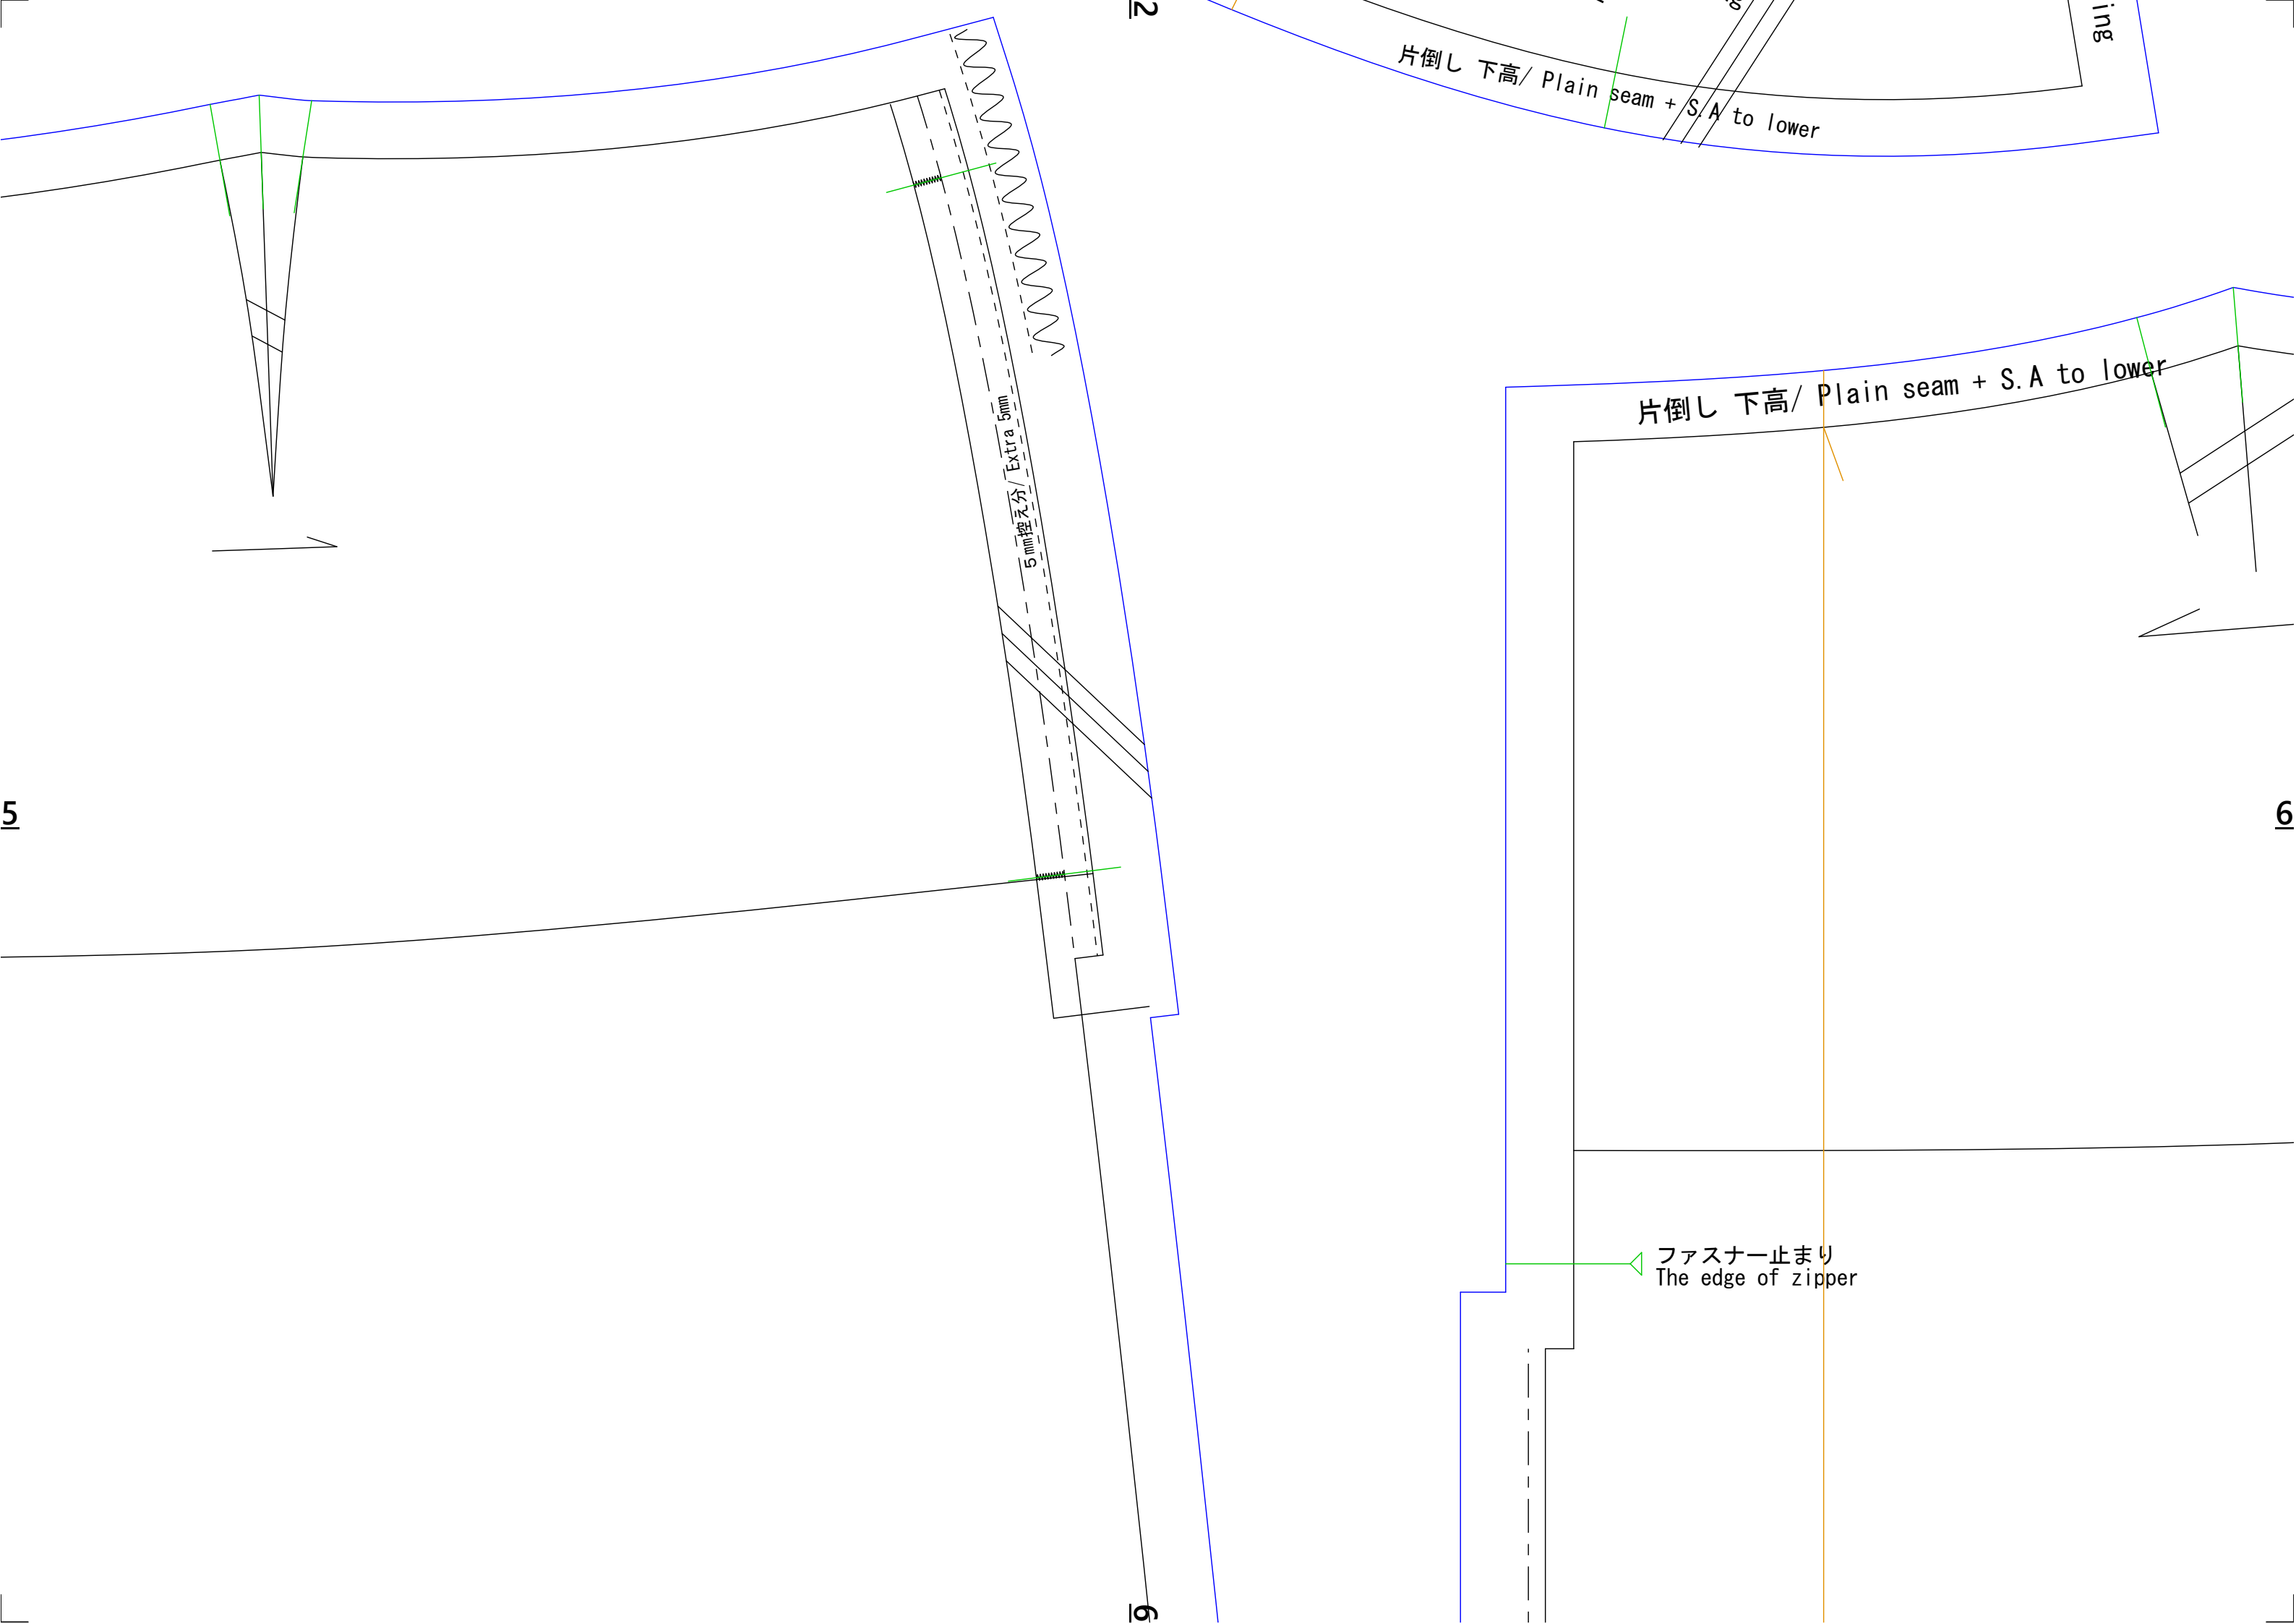 2
ing
片倒し 下高/ Plain seam + S.A to lower
片倒し 下高/ Plain seam + S.A to lower
5mm控え分/ Extra 5mm
5
6
ファスナー止まり
The edge of zipper
6